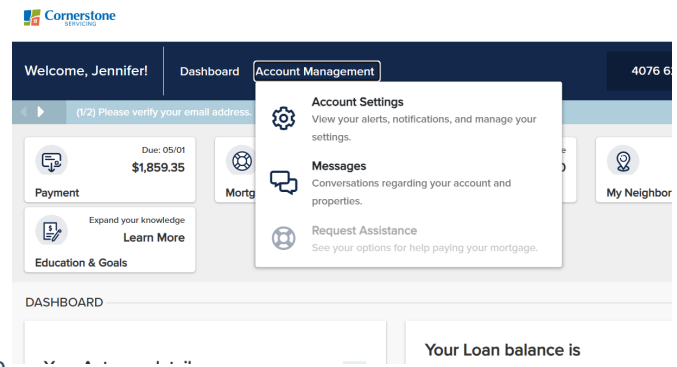 Cornerstone
SERVICING
Welcome, Jennifer!
Dashboard
Account Management
4076
(1/2) Please verify your email address.
Account Settings
View your alerts, notifications, and manage your
settings.
Messages
Conversations regarding your account and
properties.
Request Assistance
See your options for help paying your mortgage.
Due: 05/01
$1,859.35
Payment
My Neighbor
Expand your knowledge
Learn More
Education & Goals
DASHBOARD
Your Loan balance is